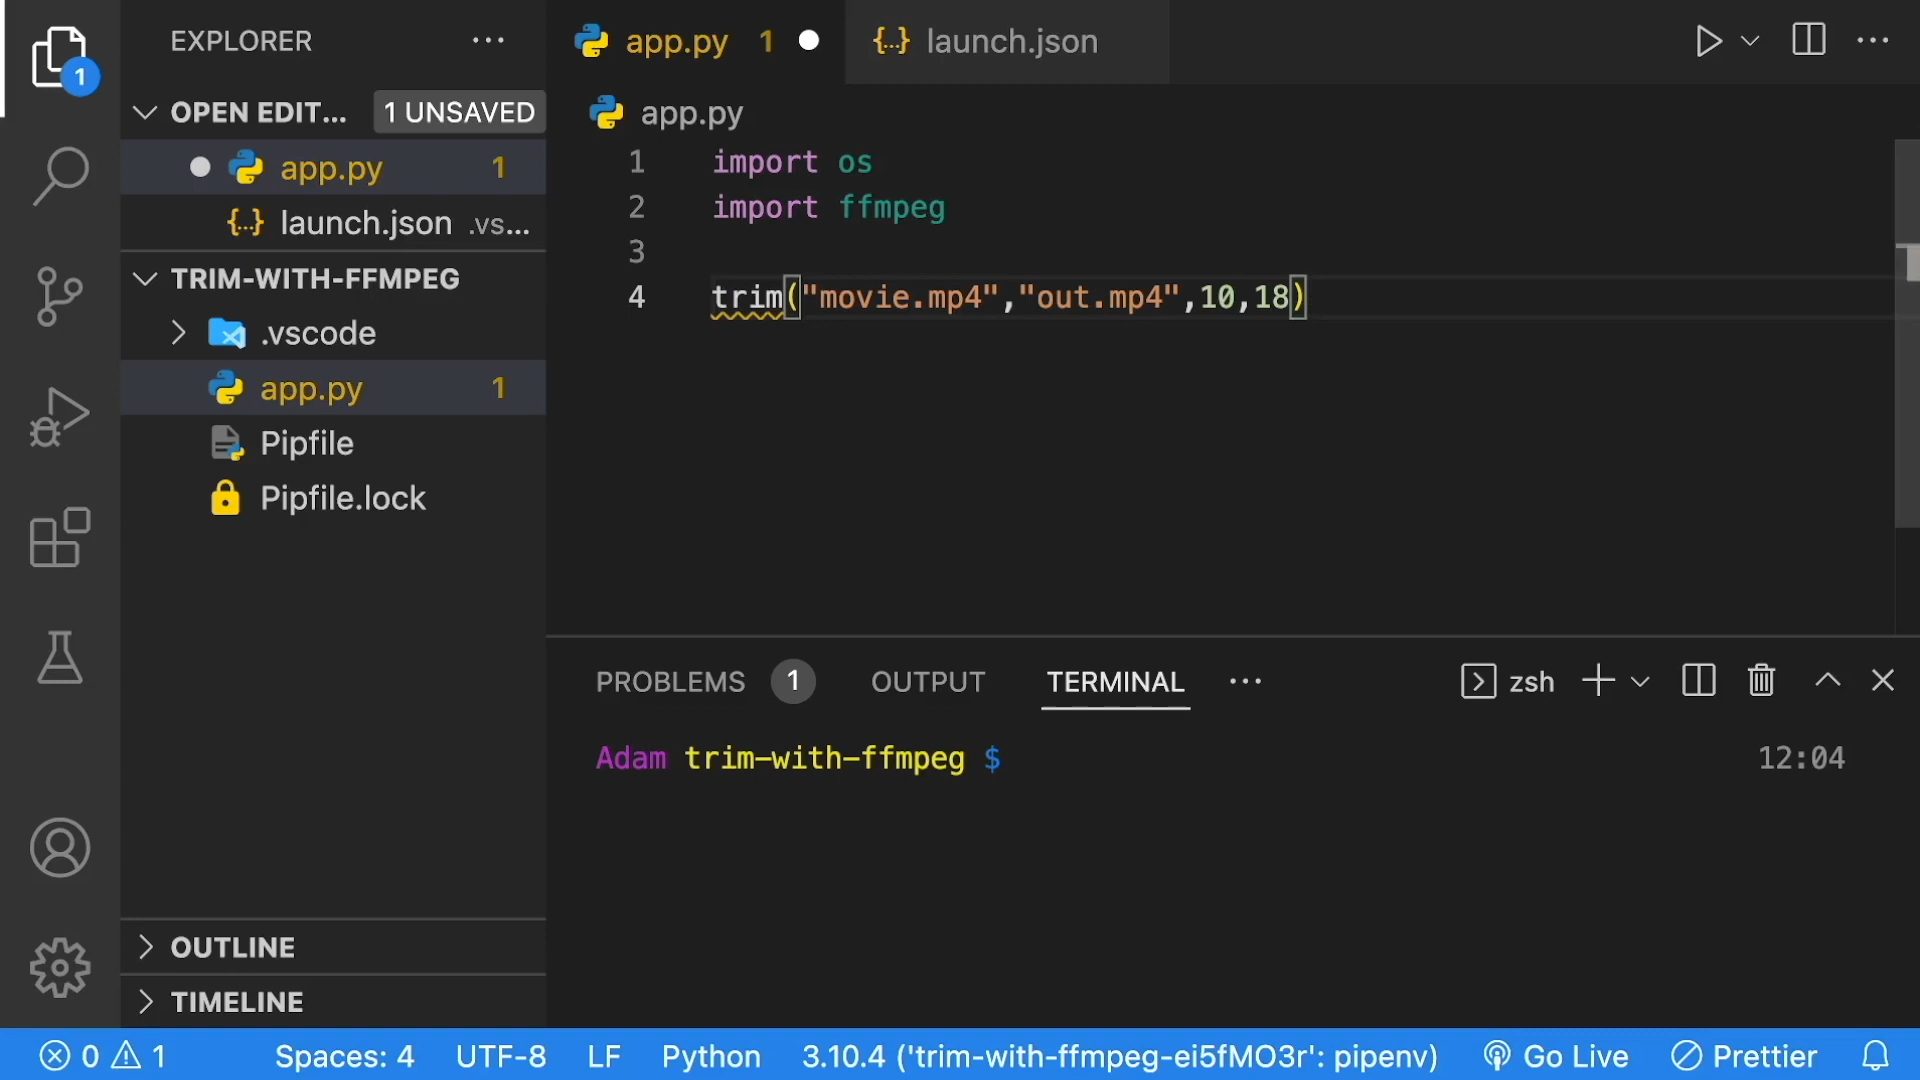 EXPLORER
OPEN EDIT... 1 UNSAVED
app.py 1
launch.json .vs...
TRIM-WITH-FFMPEG
.vscode
app.py 1
Pipfile
Pipfile.lock
OUTLINE
TIMELINE
app.py 1
launch.json
app.py
1 import os
2 import ffmpeg
3
4 trim("movie.mp4","out.mp4",10,18)
PROBLEMS 1 OUTPUT TERMINAL ... zsh
Adam trim-with-ffmpeg $ 12:04
1
0 1 Spaces: 4 UTF-8 LF Python 3.10.4 ('trim-with-ffmpeg-ei5fMO3r': pipenv) Go Live Prettier